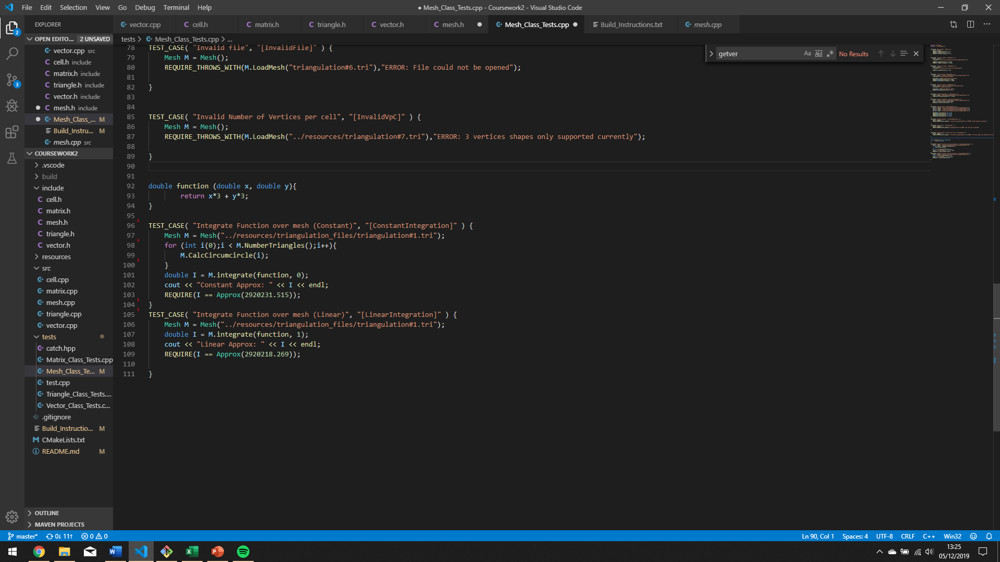 File Edit Selection View Go Debug Terminal Help
● Mesh_Class_Tests.cpp - Coursework2 - Visual Studio Code
EXPLORER
vector.cpp cell.h matrix.h triangle.h vector.h mesh.h Mesh_Class_Tests.cpp Build_Instructions.txt mesh.cpp
OPEN EDITO... 2 UNSAVED
vector.cpp src
cell.h include
matrix.h include
triangle.h include
vector.h include
mesh.h include
Mesh_Class_... M
Build_Instru... M
mesh.cpp src
COURSEWORK2
.vscode
build
include
cell.h
matrix.h
mesh.h
triangle.h
vector.h
resources
src
cell.cpp
matrix.cpp
mesh.cpp
triangle.cpp
vector.cpp
tests
catch.hpp
Matrix_Class_Tests.cpp
Mesh_Class_Te... M
test.cpp
Triangle_Class_Tests....
Vector_Class_Tests.c...
.gitignore
Build_Instructio... M
CMakeLists.txt
README.md M
OUTLINE
MAVEN PROJECTS
tests > Mesh_Class_Tests.cpp > ...
getver Aa Abl .* No Results
78 TEST_CASE( "Invalid file", "[InvalidFile]" ) {
79 Mesh M = Mesh();
80 REQUIRE_THROWS_WITH(M.LoadMesh("triangulation#6.tri"),"ERROR: File could not be opened");
81
82 }
83
84
85 TEST_CASE( "Invalid Number of Vertices per cell", "[InvalidVpC]" ) {
86 Mesh M = Mesh();
87 REQUIRE_THROWS_WITH(M.LoadMesh("../resources/triangulation#7.tri"),"ERROR: 3 vertices shapes only supported currently");
88
89 }
90
91
92 double function (double x, double y){
93 return x*3 + y*3;
94 }
95
96 TEST_CASE( "Integrate Function over mesh (Constant)", "[ConstantIntegration]" ) {
97 Mesh M = Mesh("../resources/triangulation_files/triangulation#1.tri");
98 for (int i(0);i < M.NumberTriangles();i++){
99 M.CalcCircumcircle(i);
100 }
101 double I = M.integrate(function, 0);
102 cout << "Constant Approx: " << I << endl;
103 REQUIRE(I == Approx(2920231.515));
104 }
105 TEST_CASE( "Integrate Function over mesh (Linear)", "[LinearIntegration]" ) {
106 Mesh M = Mesh("../resources/triangulation_files/triangulation#1.tri");
107 double I = M.integrate(function, 1);
108 cout << "Linear Approx: " << I << endl;
109 REQUIRE(I == Approx(2920218.269));
110
111 }
master* 0↓ 11↑ 0 0
Ln 90, Col 1 Spaces: 4 UTF-8 CRLF C++ Win32
13:25
05/12/2019